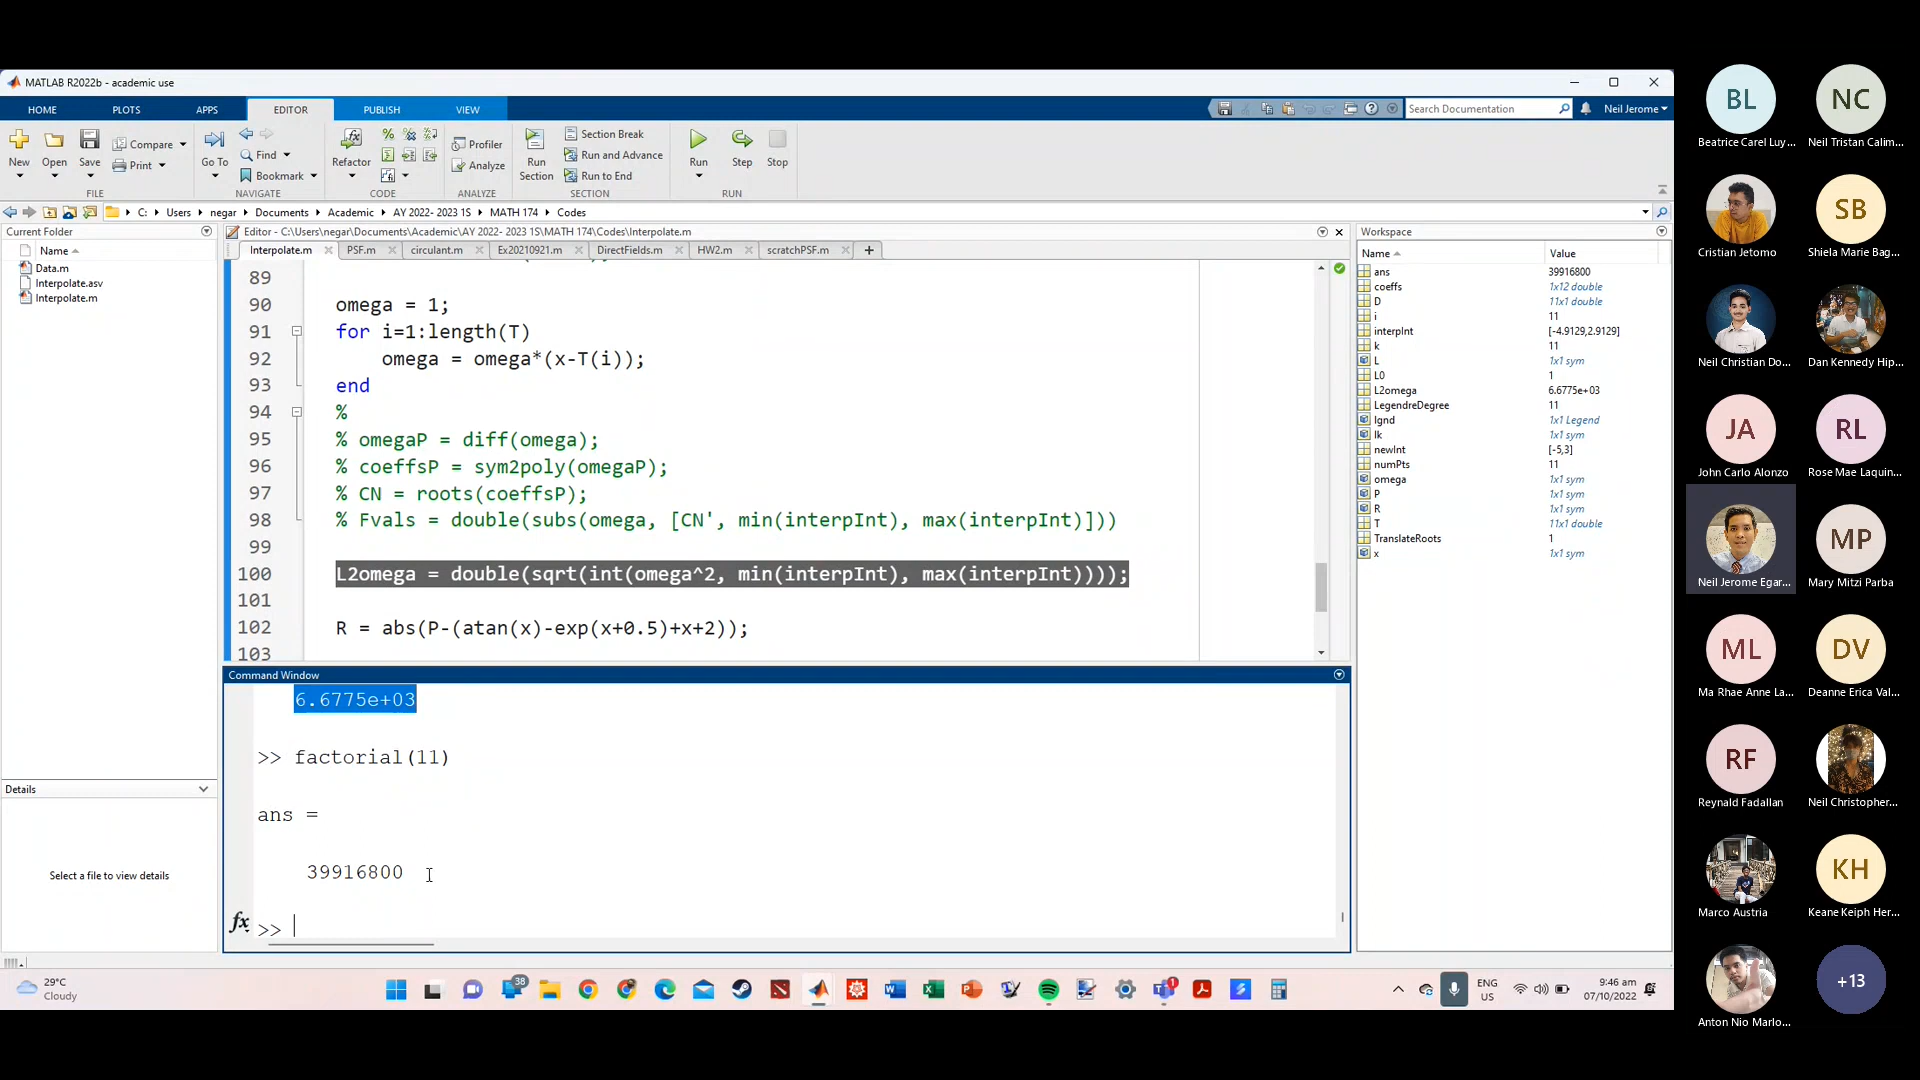 MATLAB R2022b - academic use
HOME PLOTS APPS EDITOR PUBLISH VIEW
Search Documentation
Neil Jerome
New Open Save
Compare
Print
FILE
Go To
Find
Bookmark
NAVIGATE
Refactor
CODE
Profiler
Analyze
ANALYZE
Run Section
Section Break
Run and Advance
Run to End
SECTION
Run Step Stop
RUN
C: Users negar Documents Academic AY 2022- 2023 1S MATH 174 Codes
Current Folder
Name
Data.m
Interpolate.asv
Interpolate.m
Details
Select a file to view details
Editor - C:\Users\negar\Documents\Academic\AY 2022- 2023 1S\MATH 174\Codes\Interpolate.m
Interpolate.m PSF.m circulant.m Ex20210921.m DirectFields.m HW2.m scratchPSF.m
89
90 omega = 1;
91 for i=1:length(T)
92 omega = omega*(x-T(i));
93 end
94 %
95 % omegaP = diff(omega);
96 % coeffsP = sym2poly(omegaP);
97 % CN = roots(coeffsP);
98 % Fvals = double(subs(omega, [CN', min(interpInt), max(interpInt)]))
99
100 L2omega = double(sqrt(int(omega^2, min(interpInt), max(interpInt))));
101
102 R = abs(P-(atan(x)-exp(x+0.5)+x+2));
103
Command Window
6.6775e+03
>> factorial(11)
ans =
39916800
fx >>
Workspace
Name Value
ans 39916800
coeffs 1x12 double
D 11x1 double
i 11
interpInt [-4.9129,2.9129]
k 11
L 1x1 sym
L0 1
L2omega 6.6775e+03
LegendreDegree 11
lgnd 1x1 Legend
lk 1x1 sym
newInt [-5,3]
numPts 11
omega 1x1 sym
P 1x1 sym
R 1x1 sym
T 11x1 double
TranslateRoots 1
x 1x1 sym
29°C
Cloudy
38
1
ENG
US
9:46 am
07/10/2022
BL
Beatrice Carel Luy...
NC
Neil Tristan Calim...
Cristian Jetomo
SB
Shiela Marie Bag...
Neil Christian Do...
Dan Kennedy Hip...
JA
John Carlo Alonzo
RL
Rose Mae Laquin...
Neil Jerome Egar...
MP
Mary Mitzi Parba
ML
Ma Rhae Anne La...
DV
Deanne Erica Val...
RF
Reynald Fadallan
Neil Christopher...
Marco Austria
KH
Keane Keiph Her...
Anton Nio Marlo...
+13